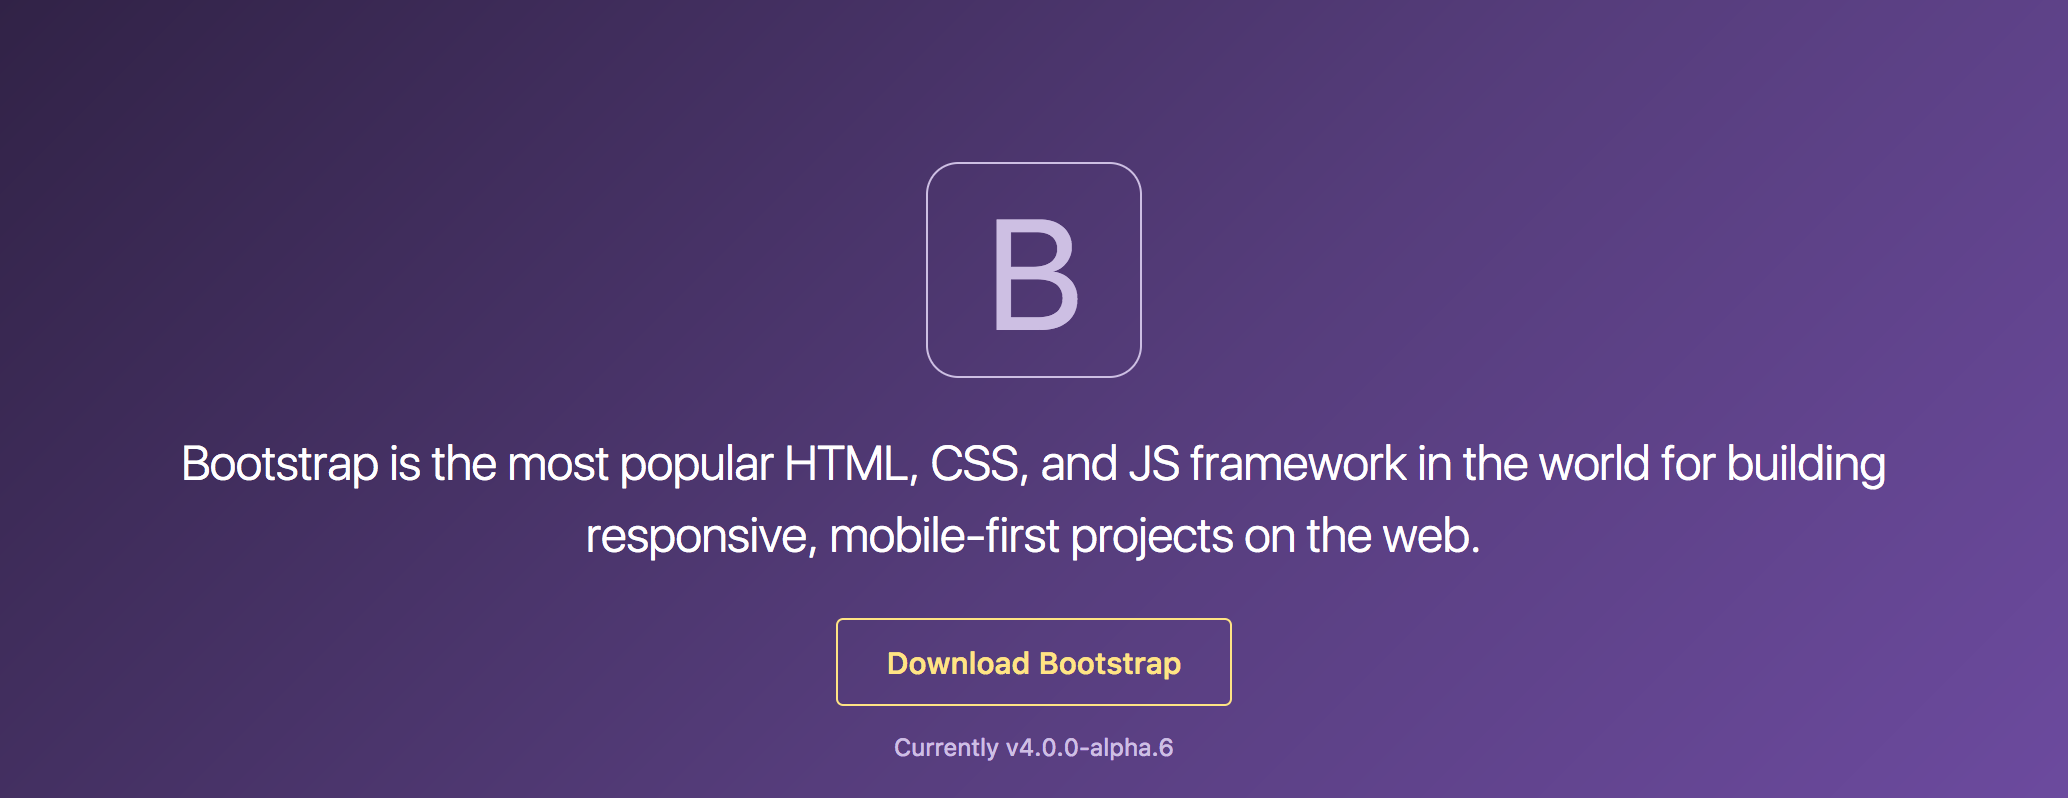 B
Bootstrap is the most popular HTML, CSS, and JS framework in the world for building
responsive, mobile-first projects on the web.
Download Bootstrap
Currently v4.0.0-alpha.6